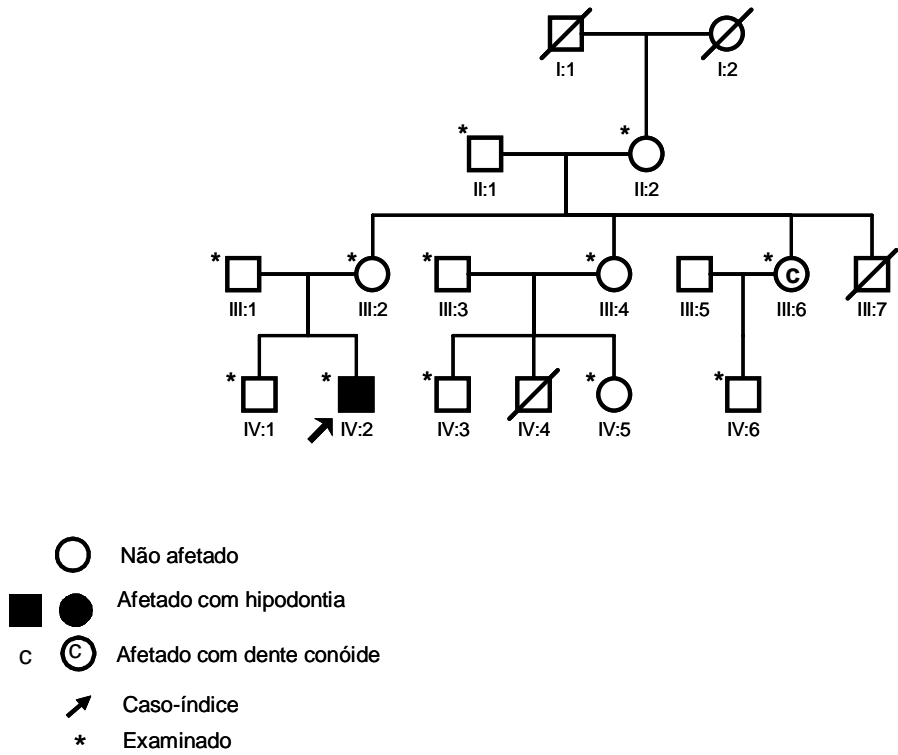 I:1 I:2
* *
II:1 II:2
* * * * * C
III:1 III:2 III:3 III:4 III:5 III:6 III:7
* * * * *
IV:1 IV:2 IV:3 IV:4 IV:5 IV:6
Não afetado
Afetado com hipodontia
C C Afetado com dente conóide
Caso-índice
* Examinado